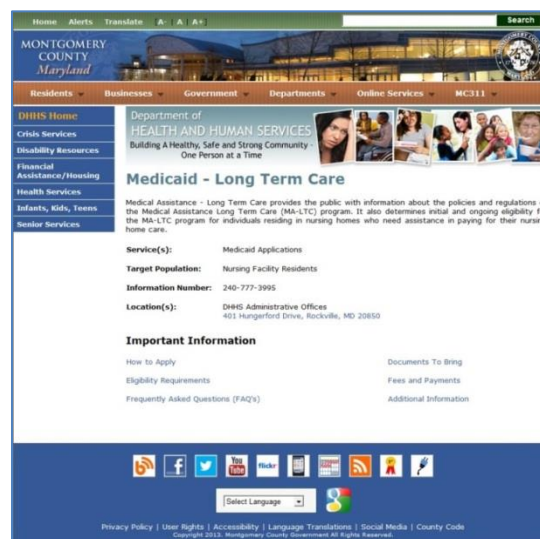 Home Alerts Translate A- | A | A+
Search
MONTGOMERY
COUNTY
Maryland
Residents Businesses Government Departments Online Services MC311
DHHS Home
Crisis Services
Disability Resources
Financial
Assistance/Housing
Health Services
Infants, Kids, Teens
Senior Services
Department of
HEALTH AND HUMAN SERVICES
Building A Healthy, Safe and Strong Community -
One Person at a Time
Medicaid - Long Term Care
Medical Assistance - Long Term Care provides the public with information about the policies and regulations
the Medical Assistance Long Term Care (MA-LTC) program. It also determines initial and ongoing eligibility f
the MA-LTC program for individuals residing in nursing homes who need assistance in paying for their nursin
home care.
Service(s): Medicaid Applications
Target Population: Nursing Facility Residents
Information Number: 240-777-3995
Location(s): DHHS Administrative Offices
401 Hungerford Drive, Rockville, MD 20850
Important Information
How to Apply Documents To Bring
Eligibility Requirements Fees and Payments
Frequently Asked Questions (FAQ's) Additional Information
You Tube flickr
Select Language
Privacy Policy | User Rights | Accessibility | Language Translations | Social Media | County Code
Copyright 2013. Montgomery County Government All Rights Reserved.